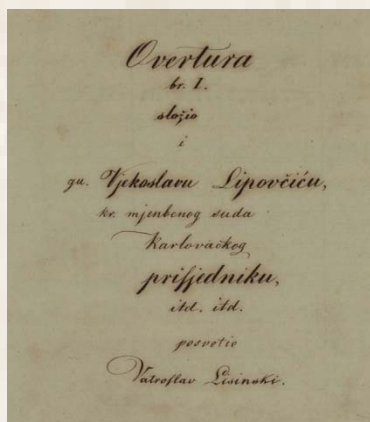 Overtura
br. I.
složio
i
gu. Vjekoslavu Lipovčiću,
kr. mjenbenog suda
Karlovačkog
prisjedniku,
itd. itd.
posvetio
Vatroslav Lisinski.